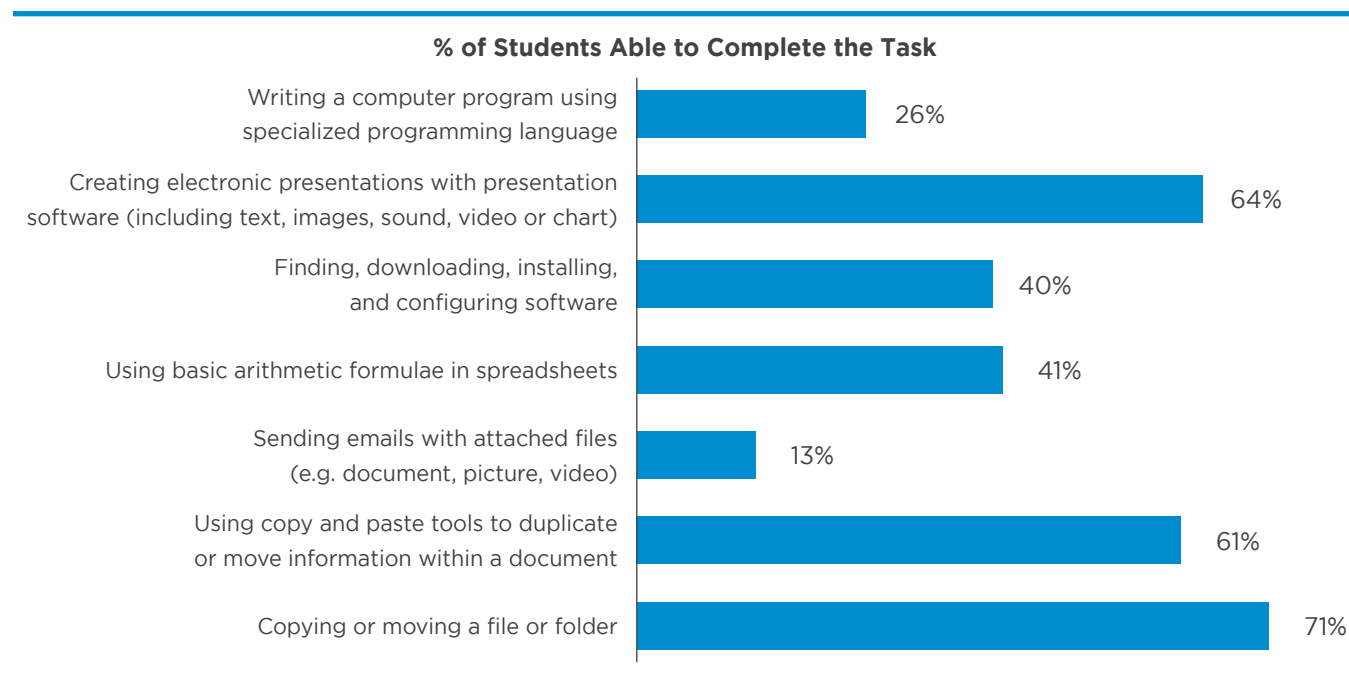 % of Students Able to Complete the Task
Writing a computer program using
specialized programming language
26%
Creating electronic presentations with presentation
software (including text, images, sound, video or chart)
64%
Finding, downloading, installing,
and configuring software
40%
Using basic arithmetic formulae in spreadsheets
41%
Sending emails with attached files
(e.g. document, picture, video)
13%
Using copy and paste tools to duplicate
or move information within a document
61%
Copying or moving a file or folder
71%